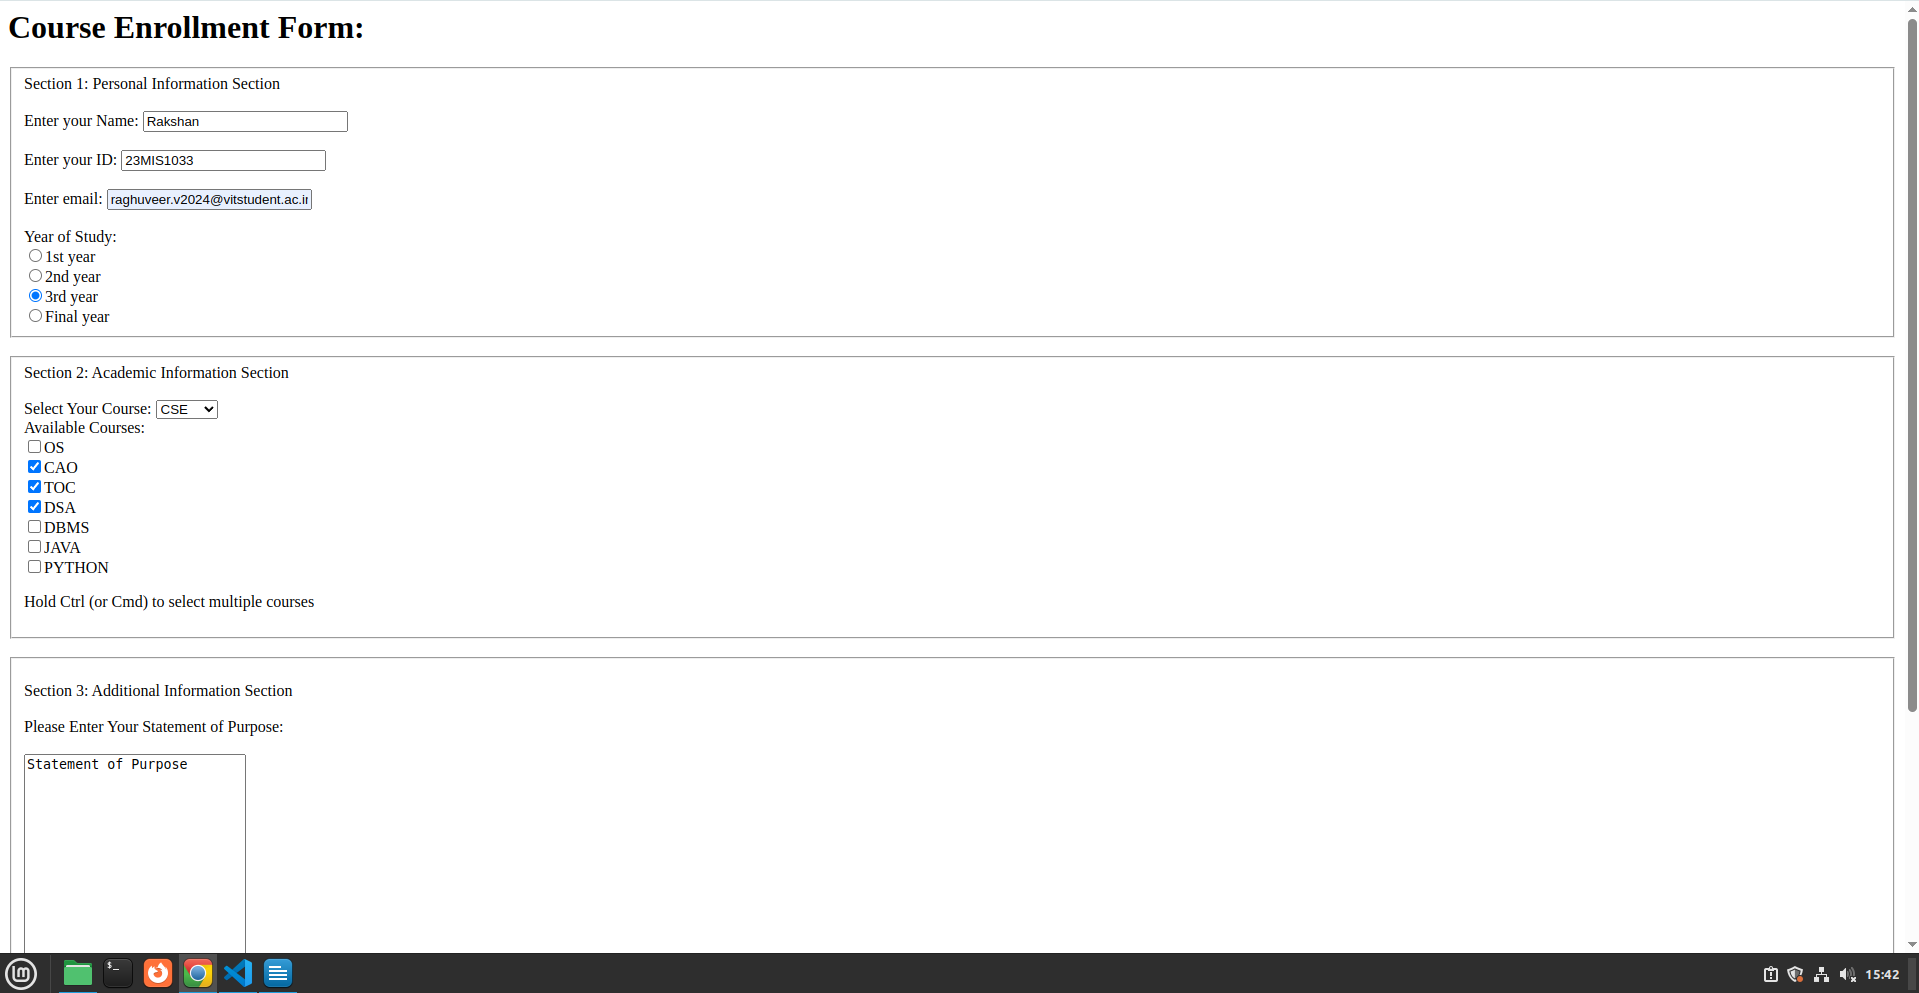 Course Enrollment Form:
Section 1: Personal Information Section
Enter your Name: Rakshan
Enter your ID: 23MIS1033
Enter email: raghuveer.v2024@vitstudent.ac.in
Year of Study:
1st year
2nd year
3rd year
Final year
Section 2: Academic Information Section
Select Your Course: CSE
Available Courses:
OS
CAO
TOC
DSA
DBMS
JAVA
PYTHON
Hold Ctrl (or Cmd) to select multiple courses
Section 3: Additional Information Section
Please Enter Your Statement of Purpose:
Statement of Purpose
$_
lm
15:42